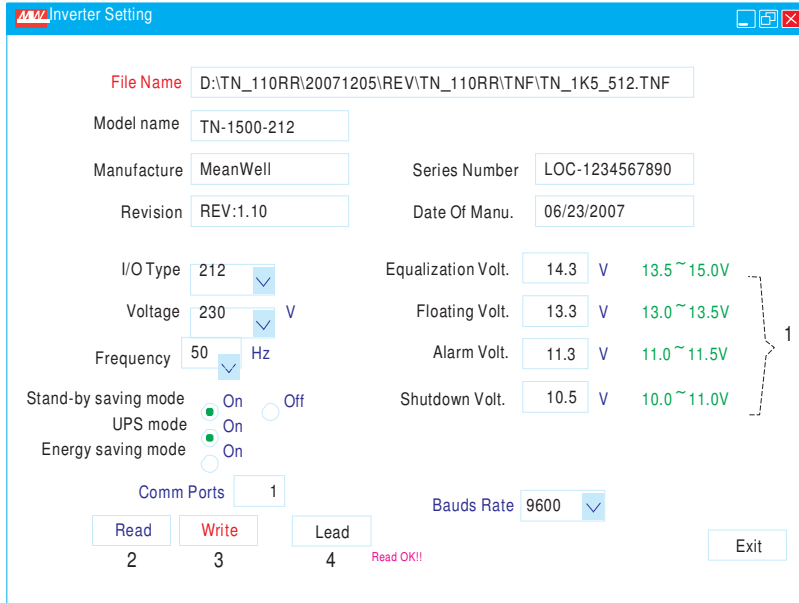 MW Inverter Setting
File Name D:\TN_110RR\20071205\REV\TN_110RR\TNF\TN_1K5_512.TNF
Model name TN-1500-212
Manufacture MeanWell Series Number LOC-1234567890
Revision REV:1.10 Date Of Manu. 06/23/2007
I/O Type 212 Equalization Volt. 14.3 V 13.5~15.0V
Voltage 230 V Floating Volt. 13.3 V 13.0~13.5V
1
Frequency 50 Hz Alarm Volt. 11.3 V 11.0~11.5V
Stand-by saving mode On Off Shutdown Volt. 10.5 V 10.0~11.0V
UPS mode On
Energy saving mode On
Comm Ports 1 Bauds Rate 9600
Read Write Lead Exit
2 3 4 Read OK!!